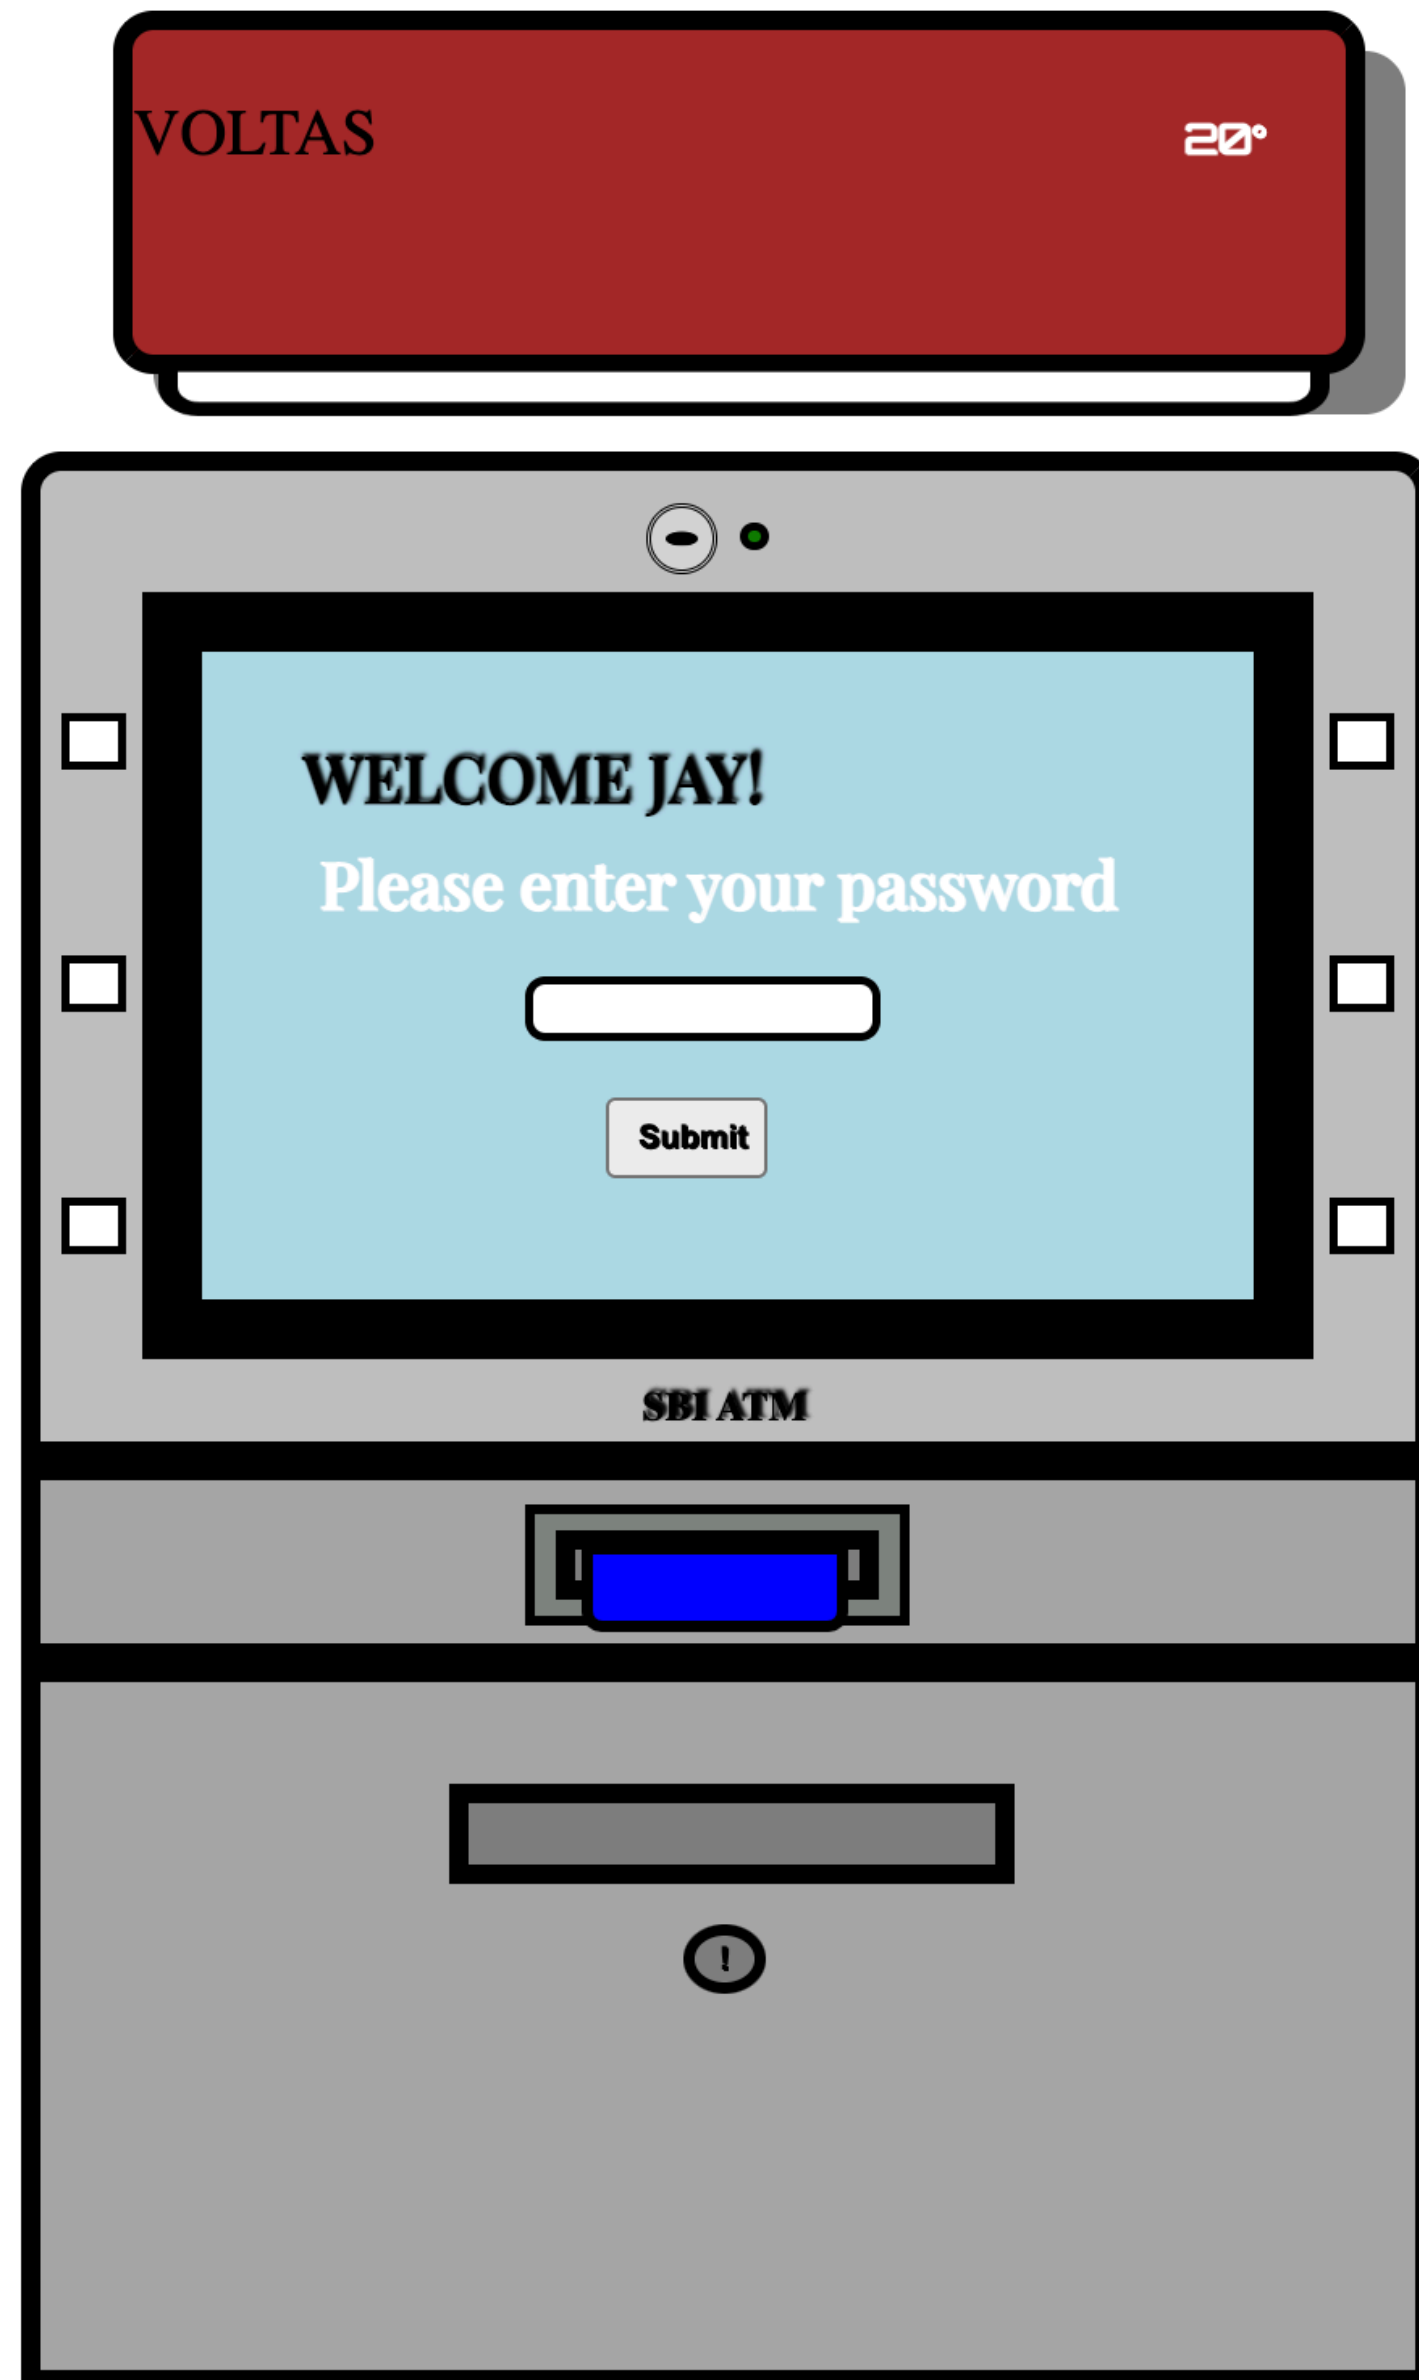 VOLTAS
20°
WELCOME JAY!
Please enter your password
Submit
SBI ATM
!